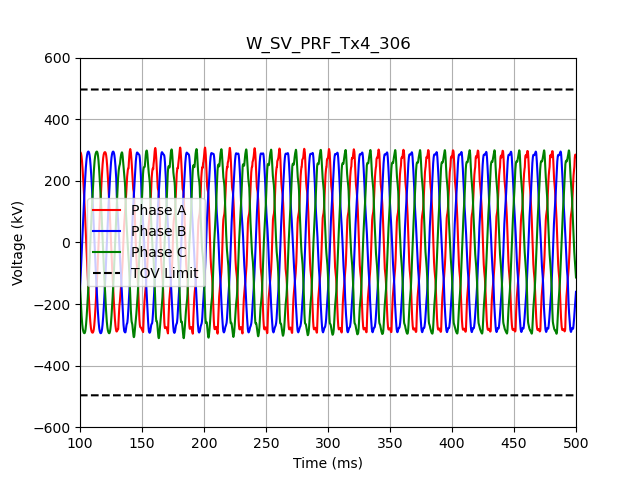 W_SV_PRF_Tx4_306
600
400
200
0
−200
−400
−600
Voltage (kV)
Phase A
Phase B
Phase C
TOV Limit
100 150 200 250 300 350 400 450 500
Time (ms)